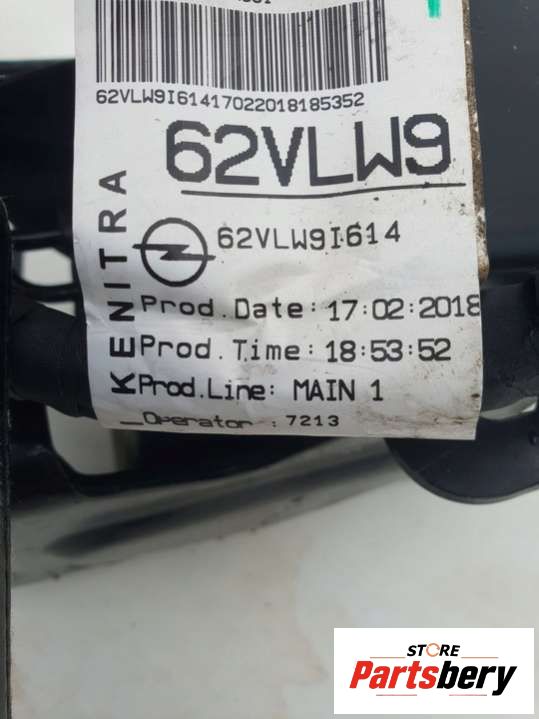 62VLW9I61417022018185352
62VLW9
KENITRA
62VLW9I614
Prod.Date: 17:02:2018
Prod.Time: 18:53:52
Prod.Line: MAIN 1
_Operator : 7213
STORE
Partsbery